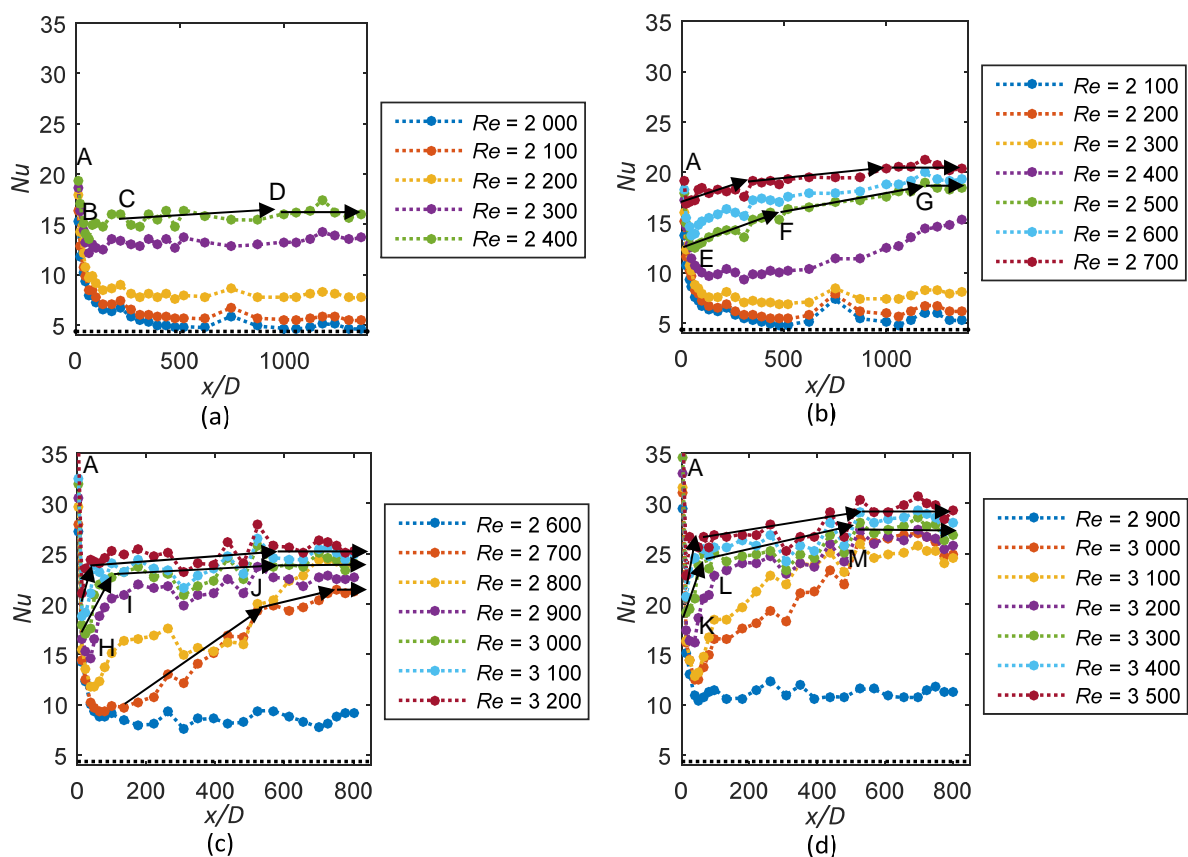 35
30
25
20
15
10
5
Nu
A
B
C
D
0
500
1000
x/D
(a)
Re = 2 000
Re = 2 100
Re = 2 200
Re = 2 300
Re = 2 400
35
30
25
20
15
10
5
Nu
A
E
F
G
0
500
1000
x/D
(b)
Re = 2 100
Re = 2 200
Re = 2 300
Re = 2 400
Re = 2 500
Re = 2 600
Re = 2 700
35
30
25
20
15
10
5
Nu
A
H
I
J
0
200
400
600
800
x/D
(c)
Re = 2 600
Re = 2 700
Re = 2 800
Re = 2 900
Re = 3 000
Re = 3 100
Re = 3 200
35
30
25
20
15
10
5
Nu
A
K
L
M
0
200
400
600
800
x/D
(d)
Re = 2 900
Re = 3 000
Re = 3 100
Re = 3 200
Re = 3 300
Re = 3 400
Re = 3 500